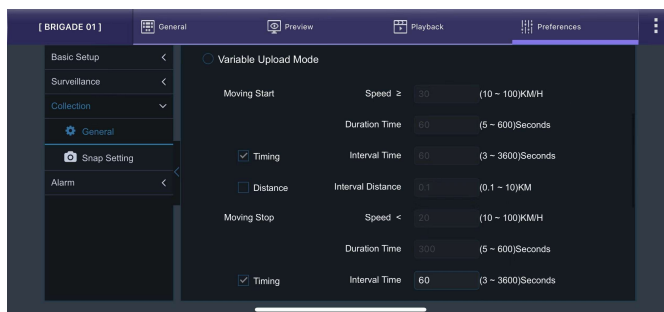 [ BRIGADE 01 ] General Preview Playback Preferences
Basic Setup
Surveillance
Collection
General
Snap Setting
Alarm
Variable Upload Mode
Moving Start Speed ≥ 30 (10 ~ 100)KM/H
Duration Time 60 (5 ~ 600)Seconds
Timing Interval Time 60 (3 ~ 3600)Seconds
Distance Interval Distance 0.1 (0.1 ~ 10)KM
Moving Stop Speed < 20 (10 ~ 100)KM/H
Duration Time 300 (5 ~ 600)Seconds
Timing Interval Time 60 (3 ~ 3600)Seconds